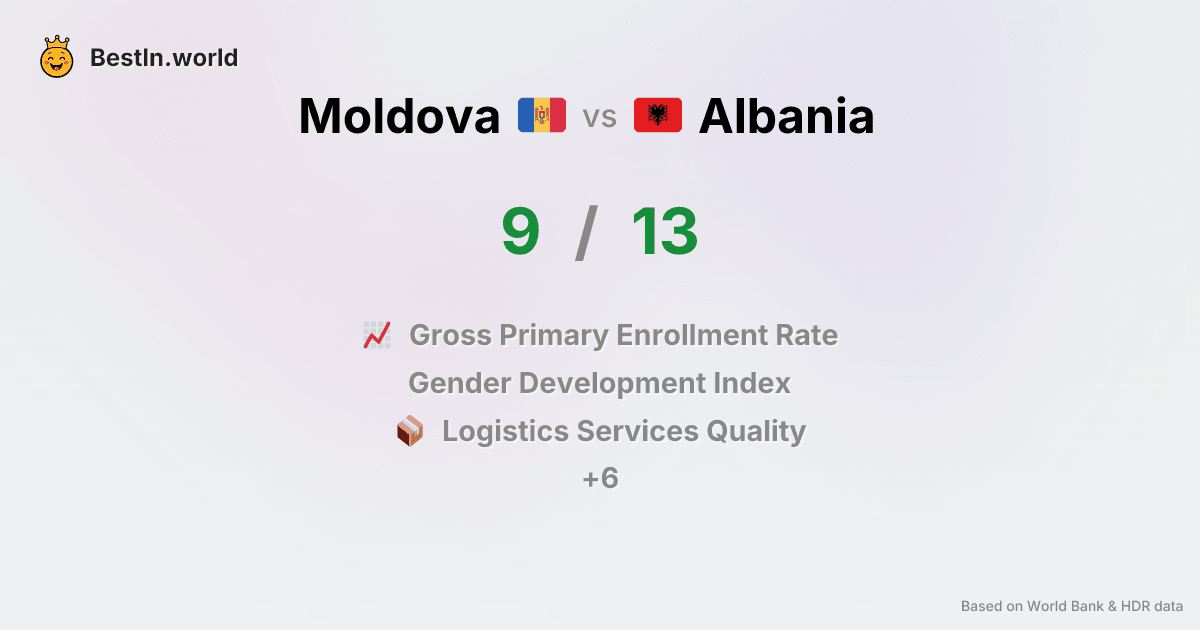 BestIn.world
Moldova vs Albania
9 / 13
Gross Primary Enrollment Rate
Gender Development Index
Logistics Services Quality
+6
Based on World Bank & HDR data